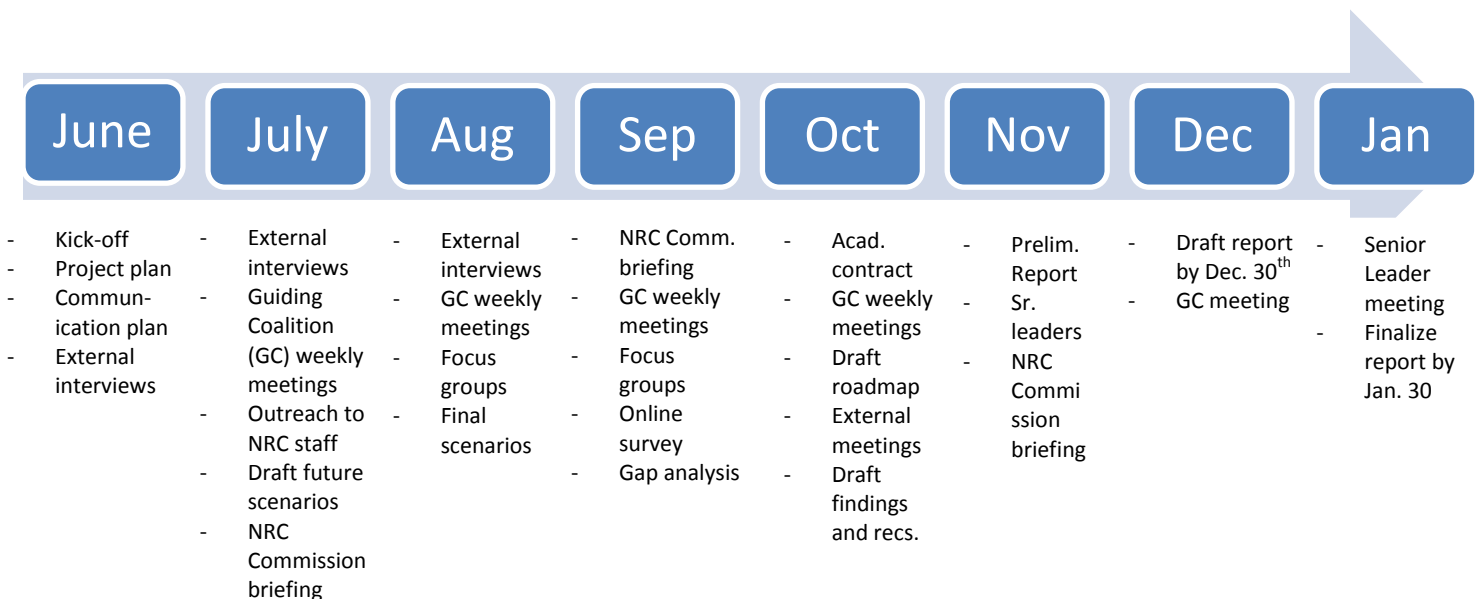 June
July
Aug
Sep
Oct
Nov
Dec
Jan
- Kick-off
- Project plan
- Commun-
ication plan
- External
interviews
- External
interviews
- Guiding
Coalition
(GC) weekly
meetings
- Outreach to
NRC staff
- Draft future
scenarios
- NRC
Commission
briefing
- External
interviews
- GC weekly
meetings
- Focus
groups
- Final
scenarios
- NRC Comm.
briefing
- GC weekly
meetings
- Focus
groups
- Online
survey
- Gap analysis
- Acad.
contract
- GC weekly
meetings
- Draft
roadmap
- External
meetings
- Draft
findings
and recs.
- Prelim.
Report
- Sr.
leaders
- NRC
Commi
ssion
briefing
- Draft report
by Dec. 30th
- GC meeting
- Senior
Leader
meeting
- Finalize
report by
Jan. 30